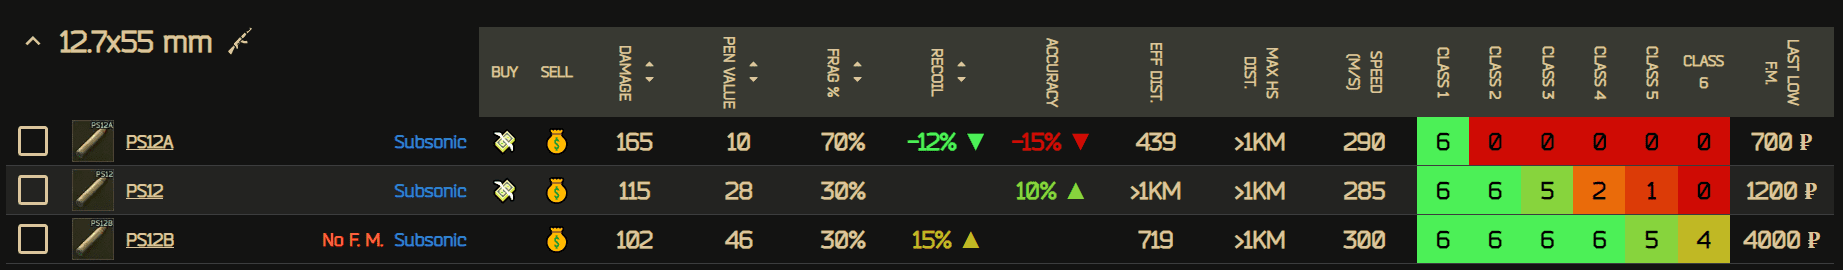 12.7x55 mm
BUY SELL DAMAGE PEN VALUE FRAG % RECOIL ACCURACY EFF DIST. MAX HS DIST. SPEED (M/S) CLASS 1 CLASS 2 CLASS 3 CLASS 4 CLASS 5 CLASS 6 LAST LOW F.M.
PS12A PS12A Subsonic 165 10 70% -12% ▼ -15% ▼ 439 >1KM 290 6 0 0 0 0 0 700 ₽
PS12 PS12 Subsonic 115 28 30% 10% ▲ >1KM >1KM 285 6 6 5 2 1 0 1200 ₽
PS12B PS12B No F. M. Subsonic 102 46 30% 15% ▲ 719 >1KM 300 6 6 6 6 5 4 4000 ₽